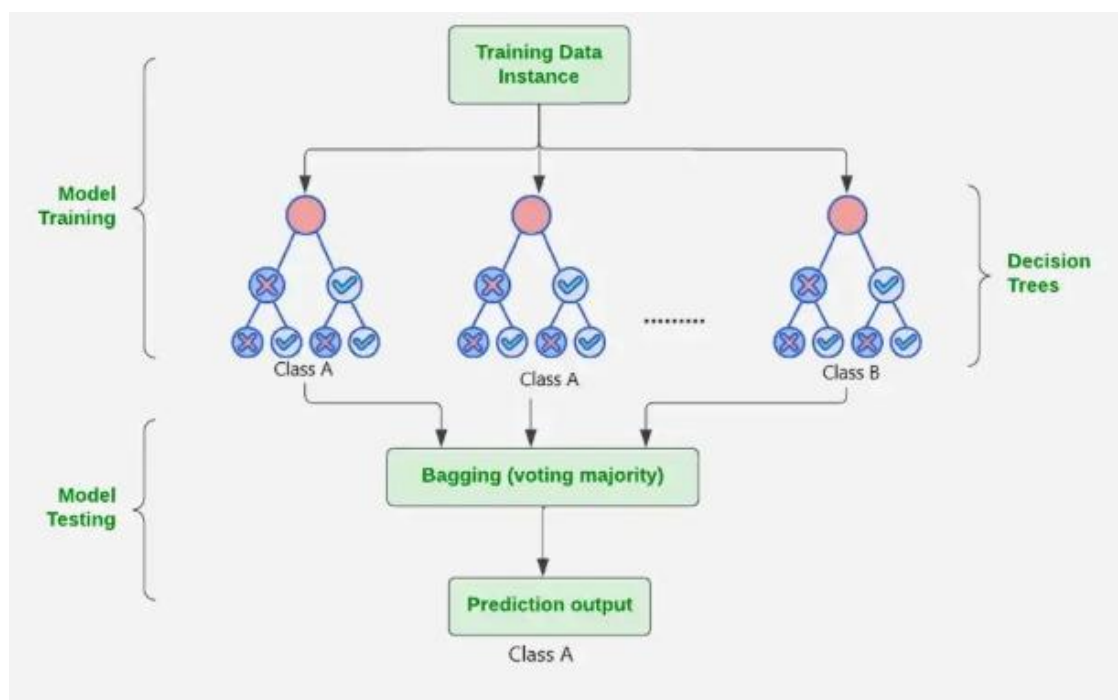 Training Data
Instance
Model
Training
Decision
Trees
.........
Class A
Class A
Class B
Bagging (voting majority)
Model
Testing
Prediction output
Class A